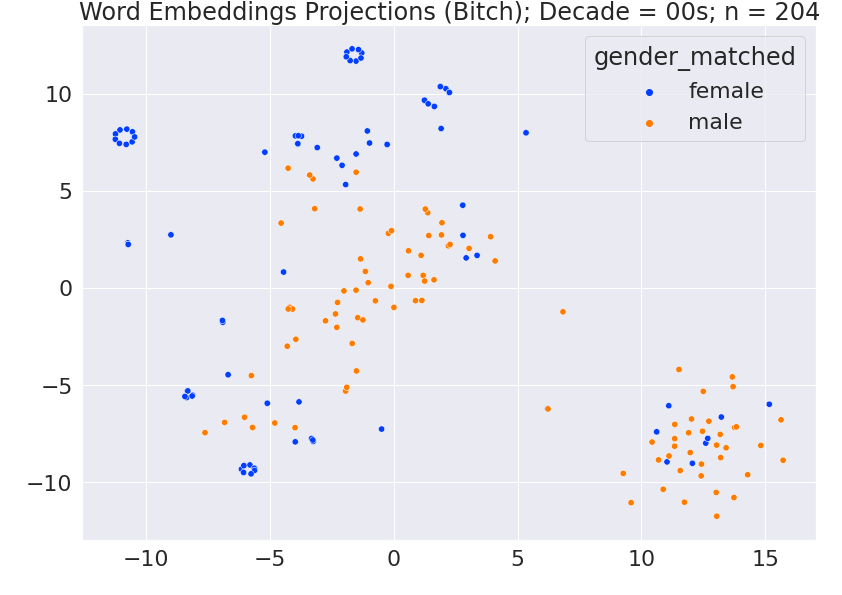 Word Embeddings Projections (Bitch); Decade = 00s; n = 204
gender_matched
female
male
10
5
0
−5
−10
−10 −5 0 5 10 15